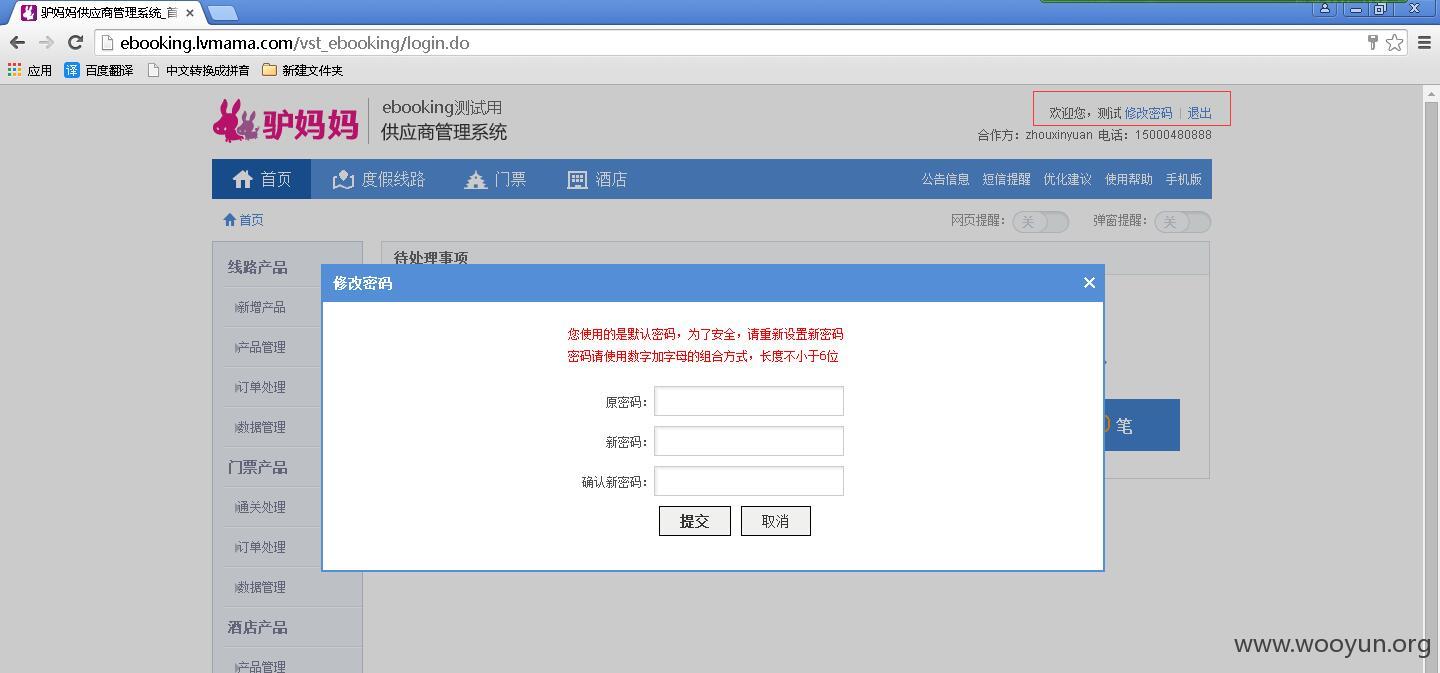 驴妈妈供应商管理系统_首
ebooking.lvmama.com/vst_ebooking/login.do
应用 译 百度翻译 中文转换成拼音 新建文件夹
驴妈妈 ebooking测试用
供应商管理系统
欢迎您，测试 修改密码 | 退出
合作方：zhouxinyuan 电话：15000480888
首页 度假线路 门票 酒店 公告信息 短信提醒 优化建议 使用帮助 手机版
首页 网页提醒： 关 弹窗提醒： 关
线路产品
新增产品
产品管理
订单处理
数据管理
门票产品
通关处理
订单处理
数据管理
酒店产品
产品管理
待处理事项
笔
修改密码 ×
您使用的是默认密码，为了安全，请重新设置新密码
密码请使用数字加字母的组合方式，长度不小于6位
原密码：
新密码：
确认新密码：
提交 取消
www.wooyun.org